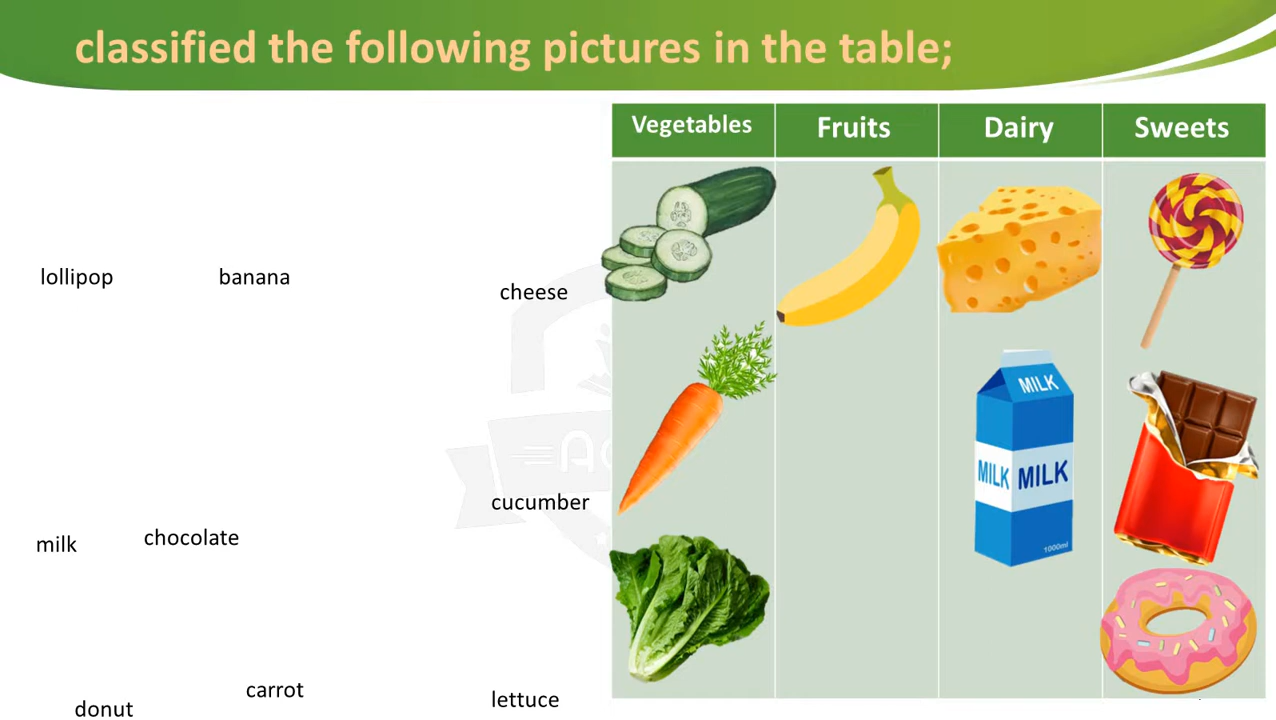 classified the following pictures in the table;
Vegetables Fruits Dairy Sweets
lollipop banana cheese
MILK
MILK MILK
1000ml
cucumber
milk chocolate
donut carrot lettuce